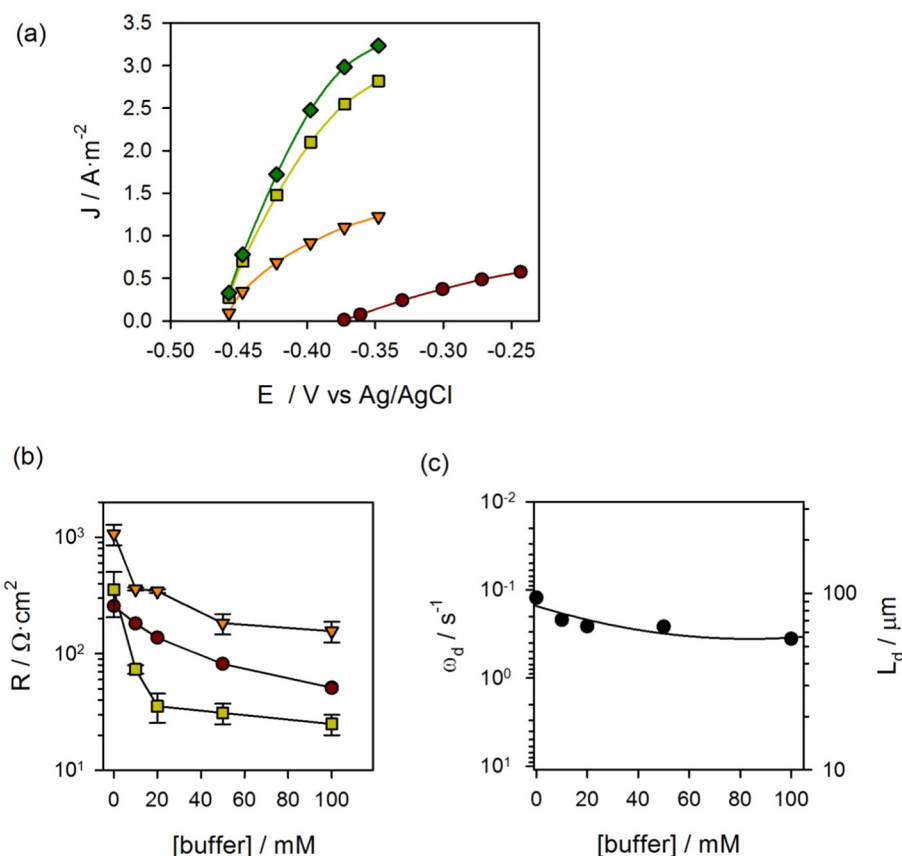 (a)
3.5
3.0
2.5
2.0
1.5
1.0
0.5
0.0
J / A·m⁻²
-0.50 -0.45 -0.40 -0.35 -0.30 -0.25
E / V vs Ag/AgCl
(b)
10³
10²
10¹
R / Ω·cm²
0 20 40 60 80 100
[buffer] / mM
(c)
10⁻²
10⁻¹
10⁰
10¹
ω_d / s⁻¹
100
10
L_d / μm
0 20 40 60 80 100
[buffer] / mM